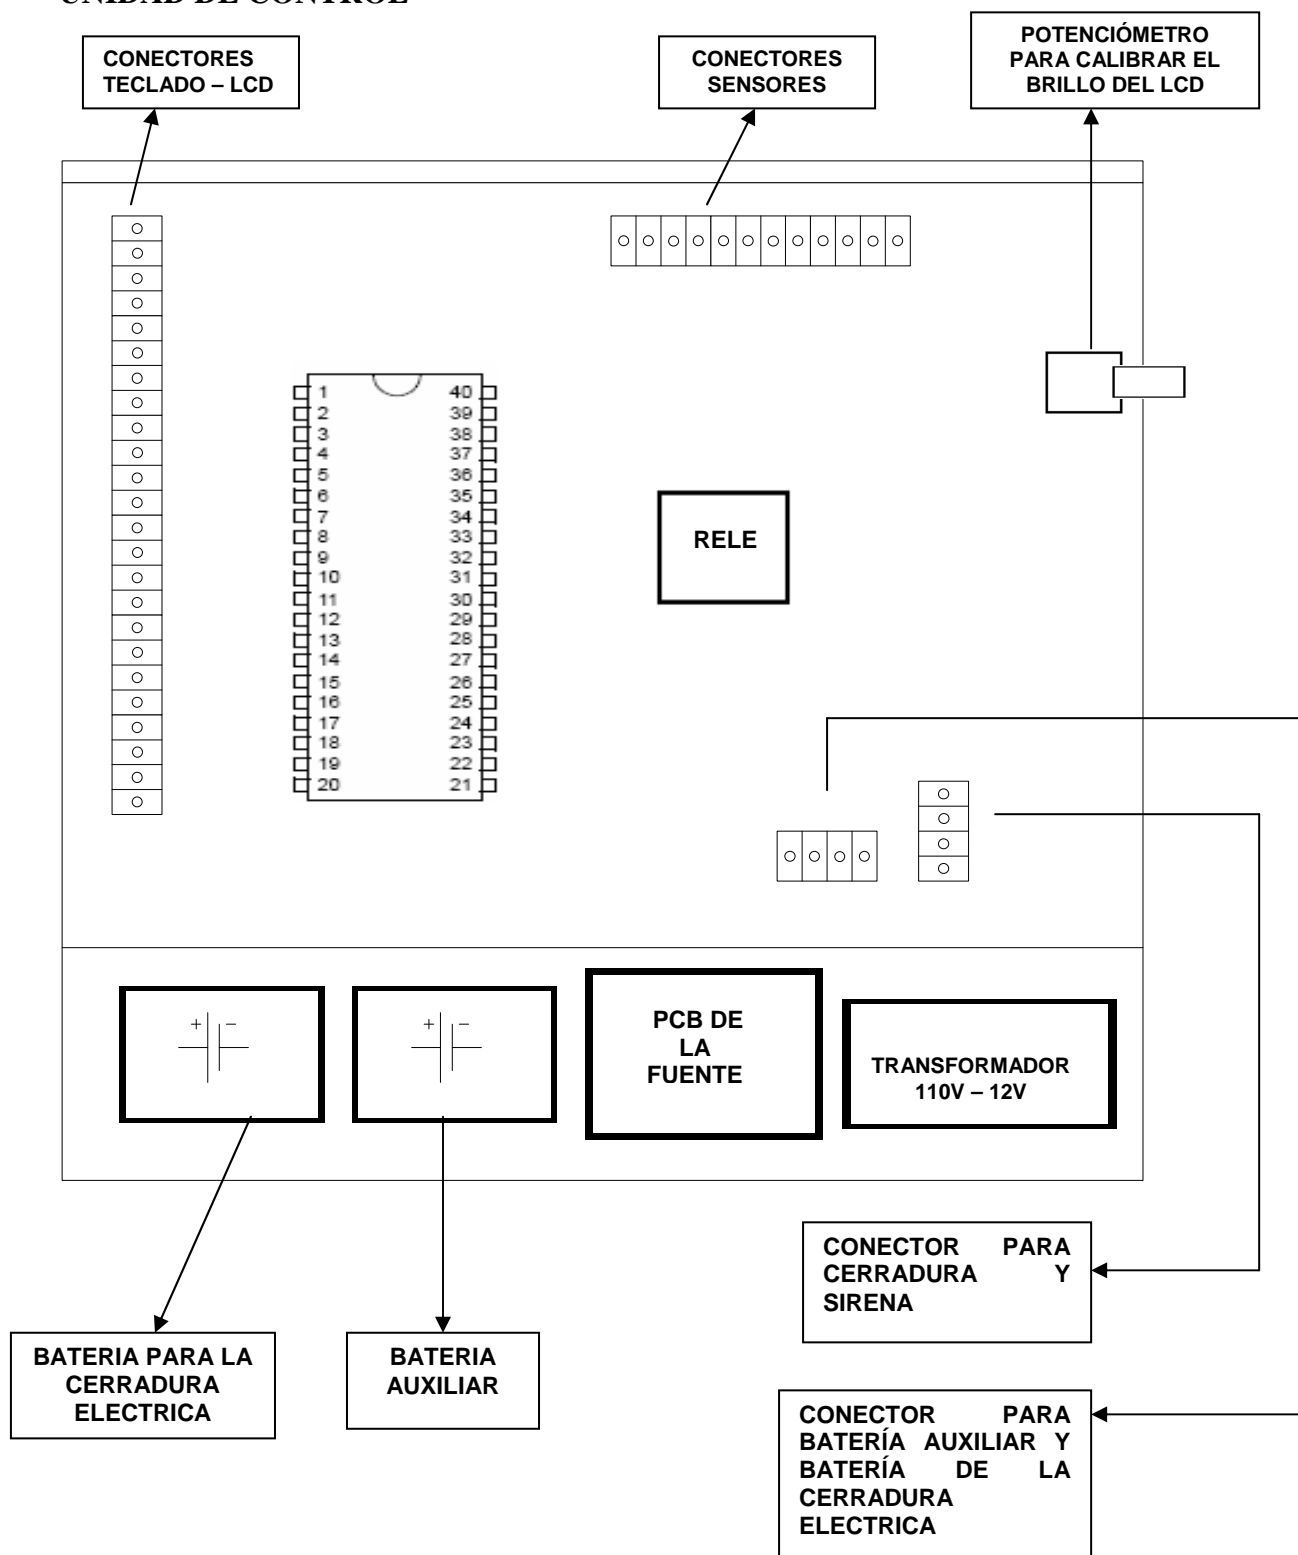 UNIDAD DE CONTROL
CONECTORES
TECLADO – LCD
CONECTORES
SENSORES
POTENCIÓMETRO
PARA CALIBRAR EL
BRILLO DEL LCD
1 40
2 39
3 38
4 37
5 36
6 35
7 34
8 33
9 32
10 31
11 30
12 29
13 28
14 27
15 26
16 25
17 24
18 23
19 22
20 21
RELE
+ −
+ −
PCB DE
LA
FUENTE
TRANSFORMADOR
110V – 12V
CONECTOR PARA
CERRADURA Y
SIRENA
BATERIA PARA LA
CERRADURA
ELECTRICA
BATERIA
AUXILIAR
CONECTOR PARA
BATERÍA AUXILIAR Y
BATERÍA DE LA
CERRADURA
ELECTRICA